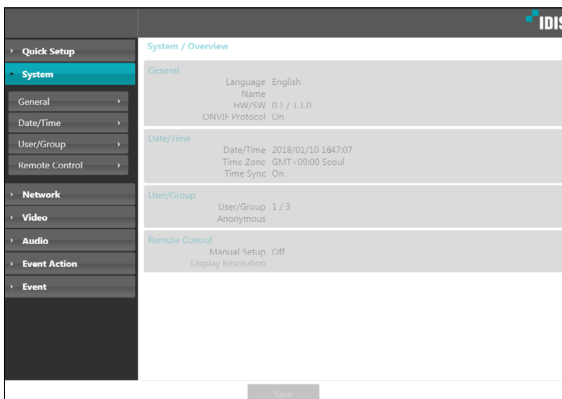 IDIS
Quick Setup
System
General
Date/Time
User/Group
Remote Control
Network
Video
Audio
Event Action
Event
System / Overview
General
Language English
Name
HW/SW 0.1 / 1.1.0
ONVIF Protocol On
Date/Time
Date/Time 2018/01/10 1647:07
Time Zone GMT+09:00 Seoul
Time Sync On
User/Group
User/Group 1 / 3
Anonymous
Remote Control
Manual Setup Off
Display Resolution
Save